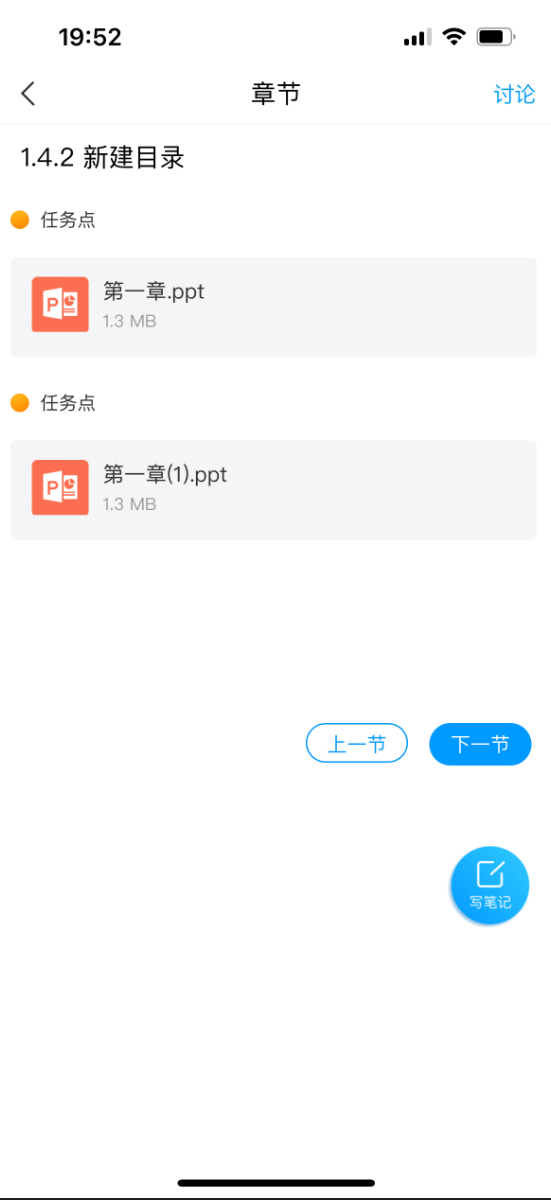 19:52
章节
讨论
1.4.2 新建目录
任务点
P
第一章.ppt
1.3 MB
任务点
P
第一章(1).ppt
1.3 MB
上一节
下一节
写笔记